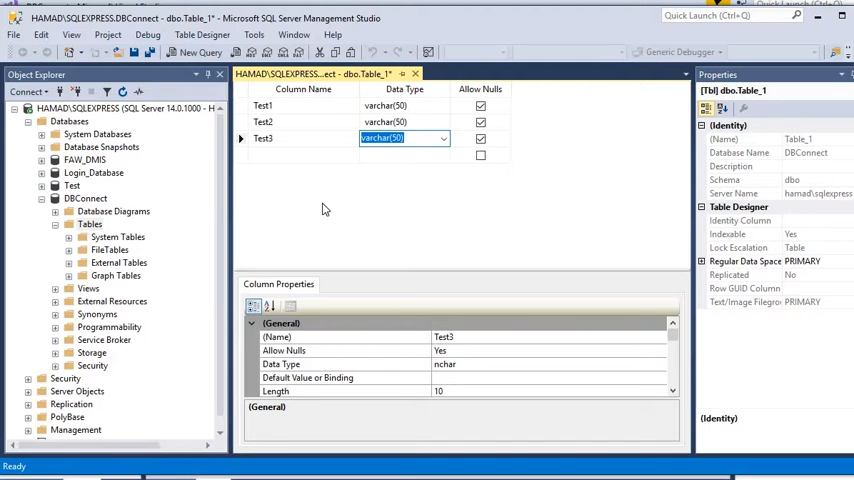 HAMAD\SQLEXPRESS.DBConnect - dbo.Table_1* - Microsoft SQL Server Management Studio
Quick Launch (Ctrl+Q)
File Edit View Project Debug Table Designer Tools Window Help
New Query
Generic Debugger
Object Explorer
Connect
HAMAD\SQLEXPRESS (SQL Server 14.0.1000
Databases
System Databases
Database Snapshots
FAW_DMIS
Login_Database
Test
DBConnect
Database Diagrams
Tables
System Tables
FileTables
External Tables
Graph Tables
Views
External Resources
Synonyms
Programmability
Service Broker
Storage
Security
Security
Server Objects
Replication
PolyBase
Management
HAMAD\SQLEXPRESS...ect - dbo.Table_1*
Column Name Data Type Allow Nulls
Test1 varchar(50)
Test2 varchar(50)
Test3 varchar(50)
Column Properties
(General)
(Name) Test3
Allow Nulls Yes
Data Type nchar
Default Value or Binding
Length 10
(General)
Properties
[Tbl] dbo.Table_1
(Identity)
(Name) Table_1
Database Name DBConnect
Description
Schema dbo
Server Name hamad\sqlexpress
Table Designer
Identity Column
Indexable Yes
Lock Escalation Table
Regular Data Space PRIMARY
Replicated No
Row GUID Column
Text/Image Filegro PRIMARY
(Identity)
Ready